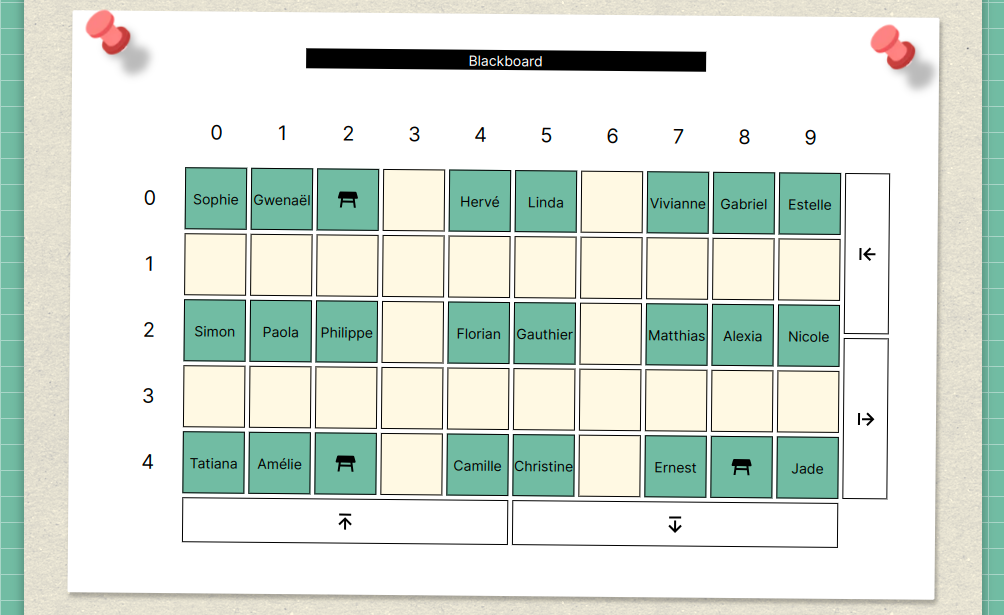 Blackboard
0 1 2 3 4 5 6 7 8 9
0 Sophie Gwenaël Hervé Linda Vivianne Gabriel Estelle
1
2 Simon Paola Philippe Florian Gauthier Matthias Alexia Nicole
3
4 Tatiana Amélie Camille Christine Ernest Jade